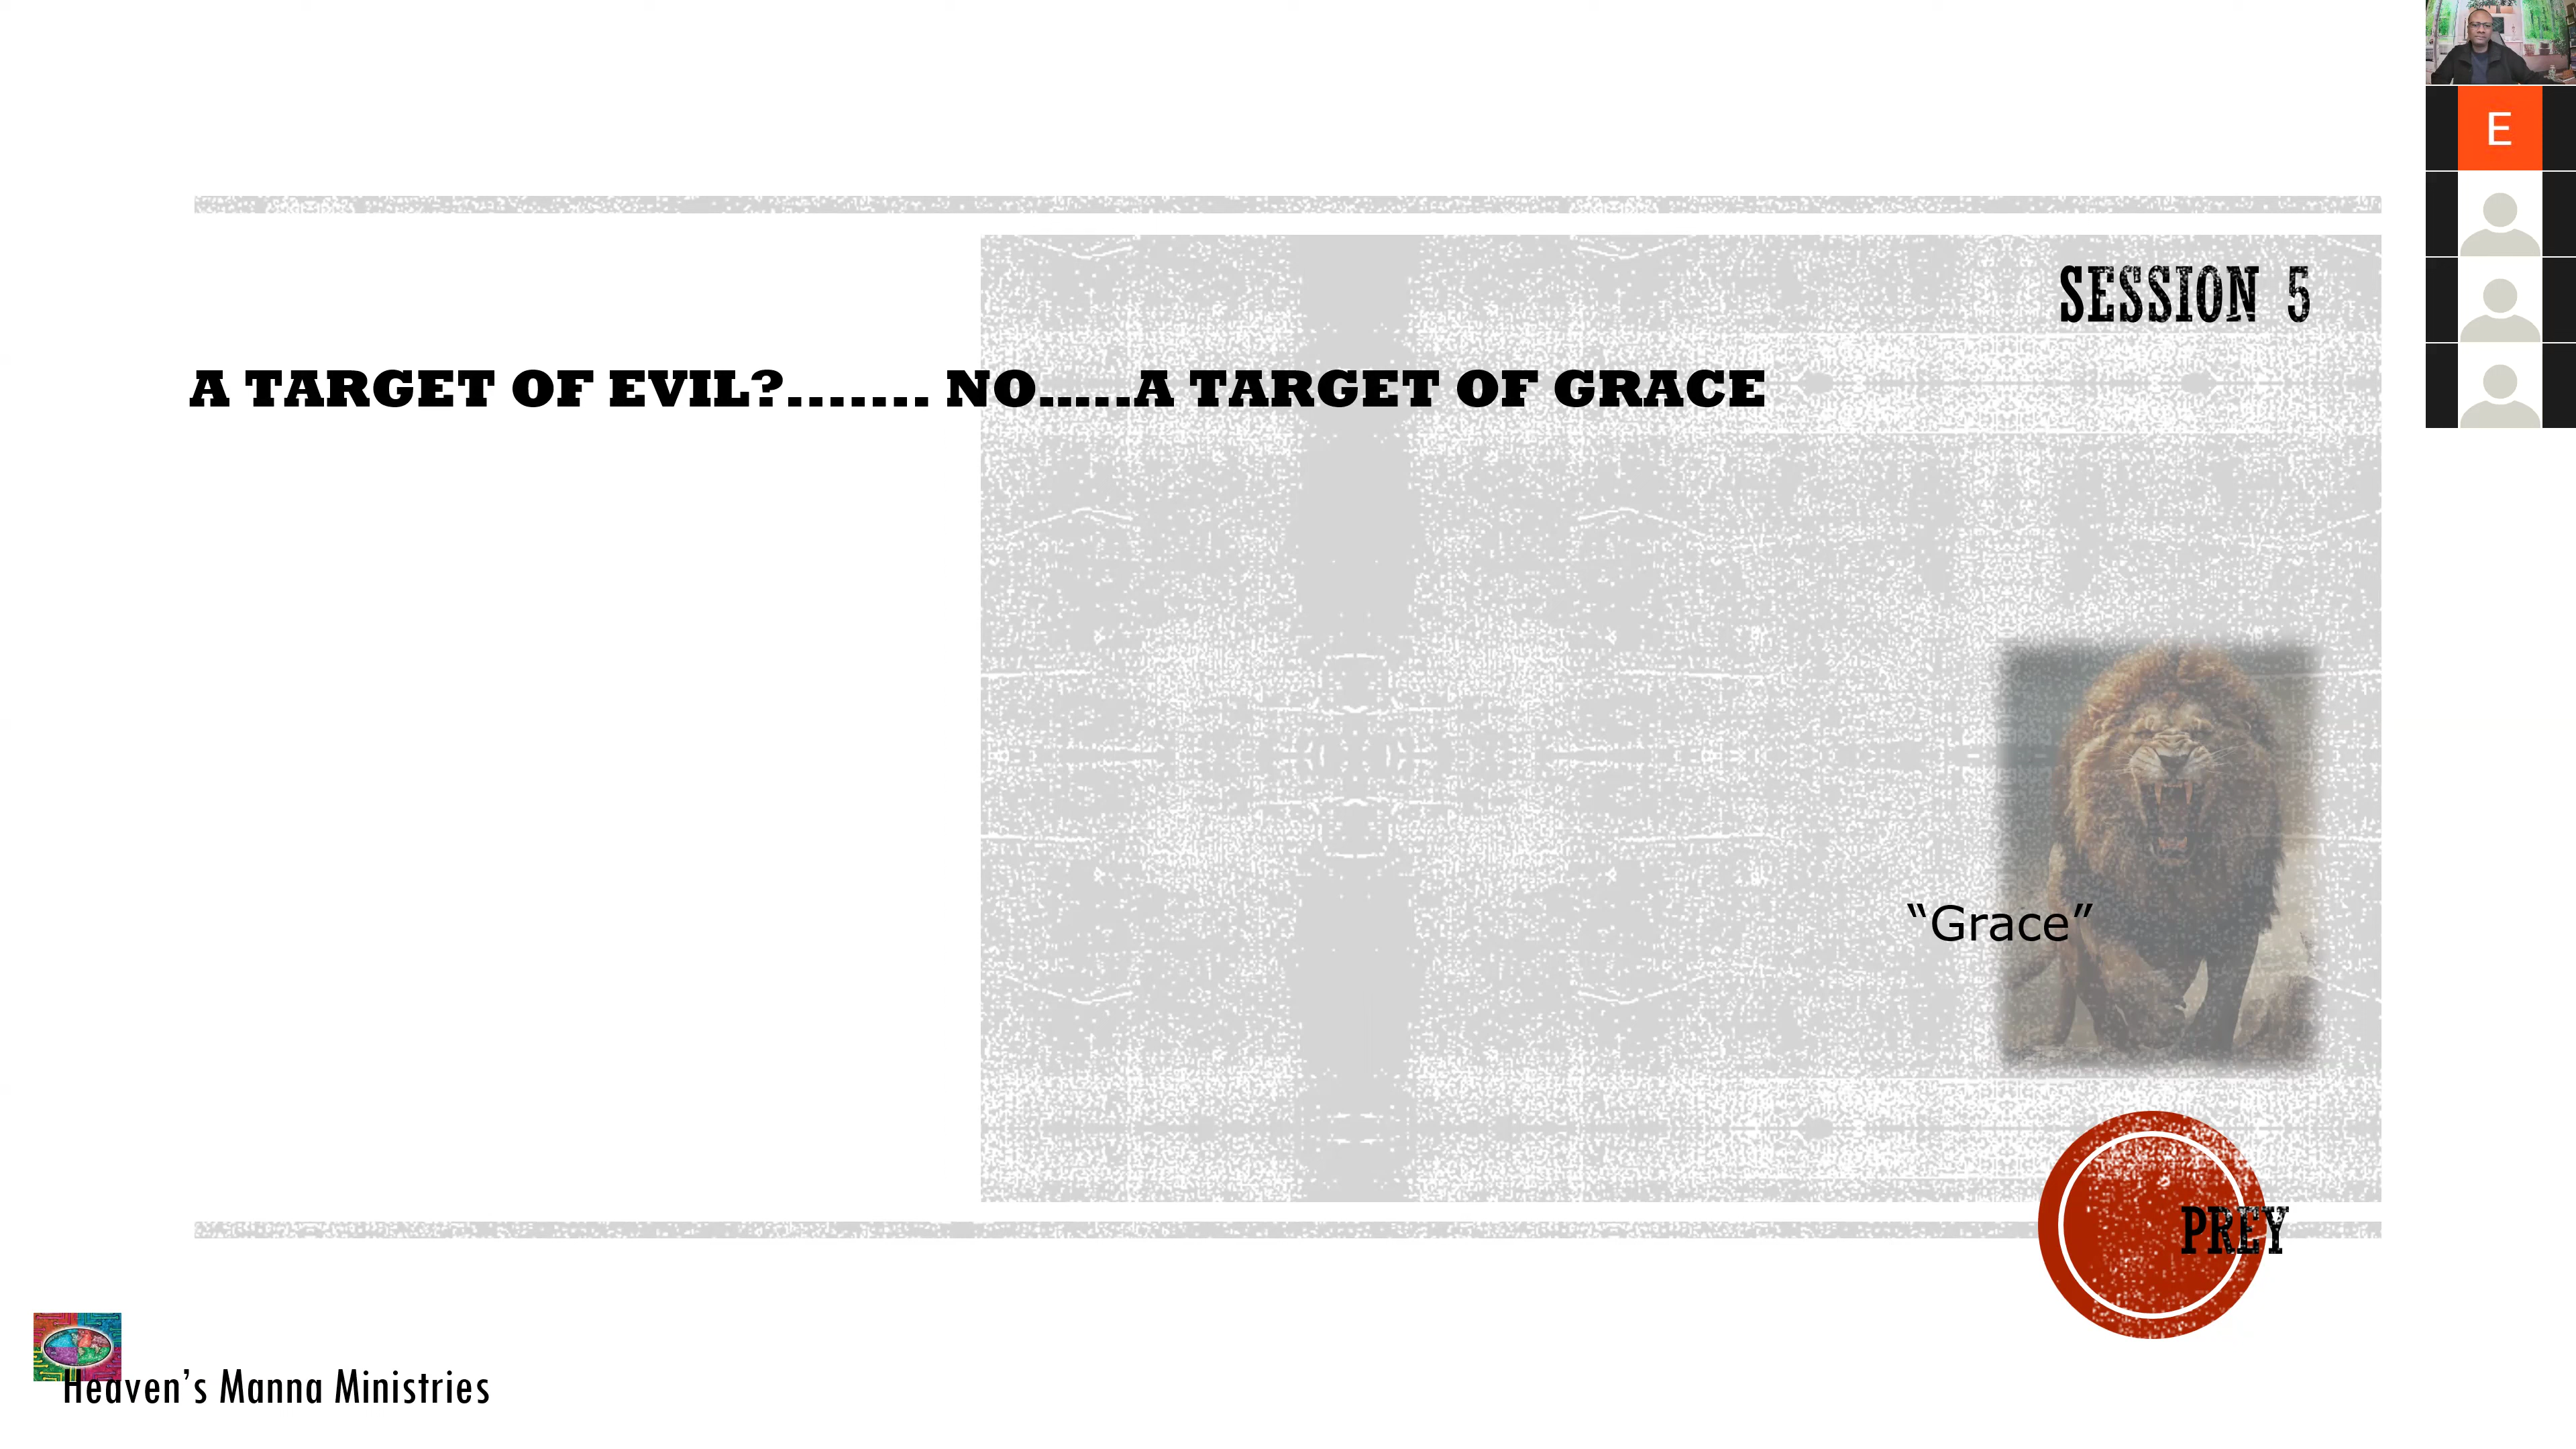 E
SESSION 5
A TARGET OF EVIL?....... NO.....A TARGET OF GRACE
“Grace”
PREY
Heaven’s Manna Ministries